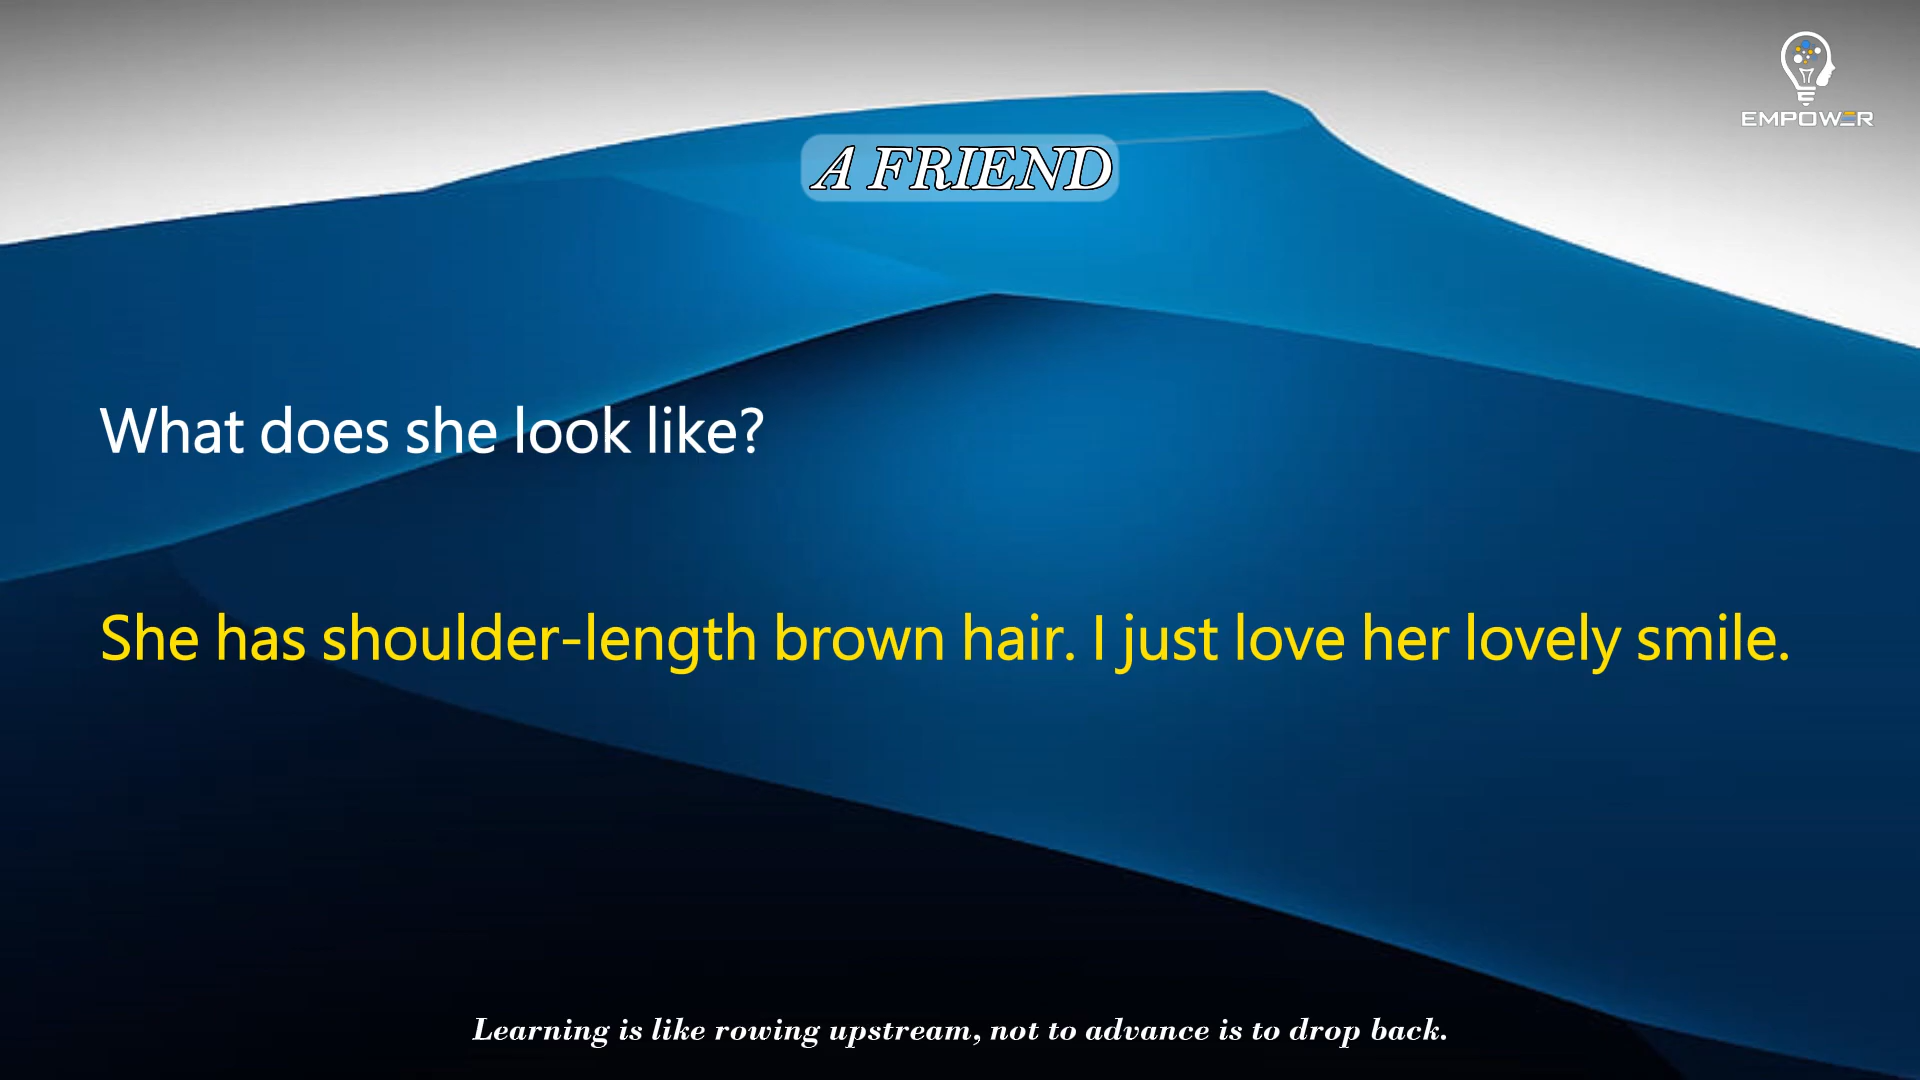 EMPOWER
A FRIEND
What does she look like?
She has shoulder-length brown hair. I just love her lovely smile.
Learning is like rowing upstream, not to advance is to drop back.